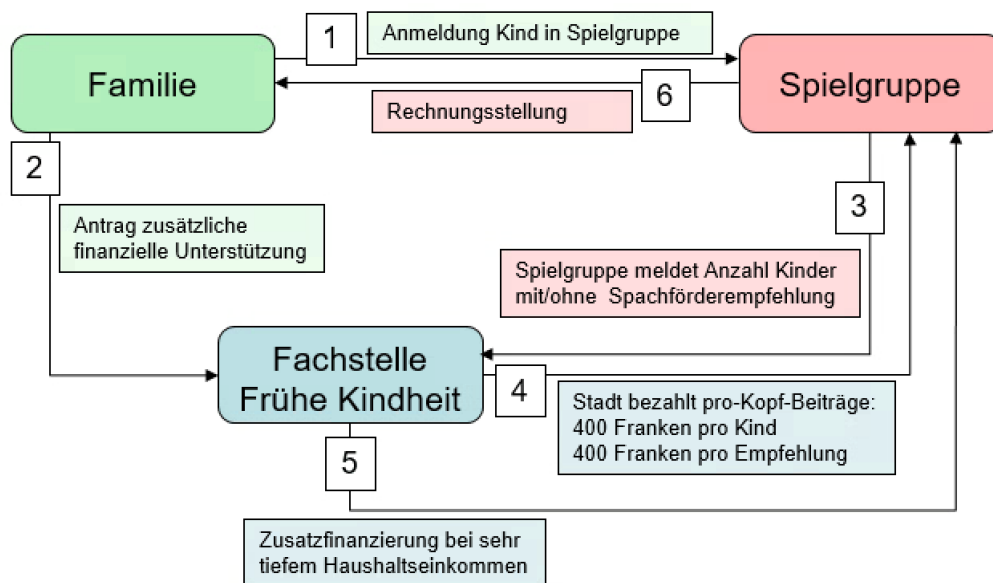 1
Anmeldung Kind in Spielgruppe
Familie
Spielgruppe
6
Rechnungsstellung
2
3
Antrag zusätzliche
finanzielle Unterstützung
Spielgruppe meldet Anzahl Kinder
mit/ohne Spachförderempfehlung
Fachstelle
Frühe Kindheit
4
Stadt bezahlt pro-Kopf-Beiträge:
400 Franken pro Kind
400 Franken pro Empfehlung
5
Zusatzfinanzierung bei sehr
tiefem Haushaltseinkommen